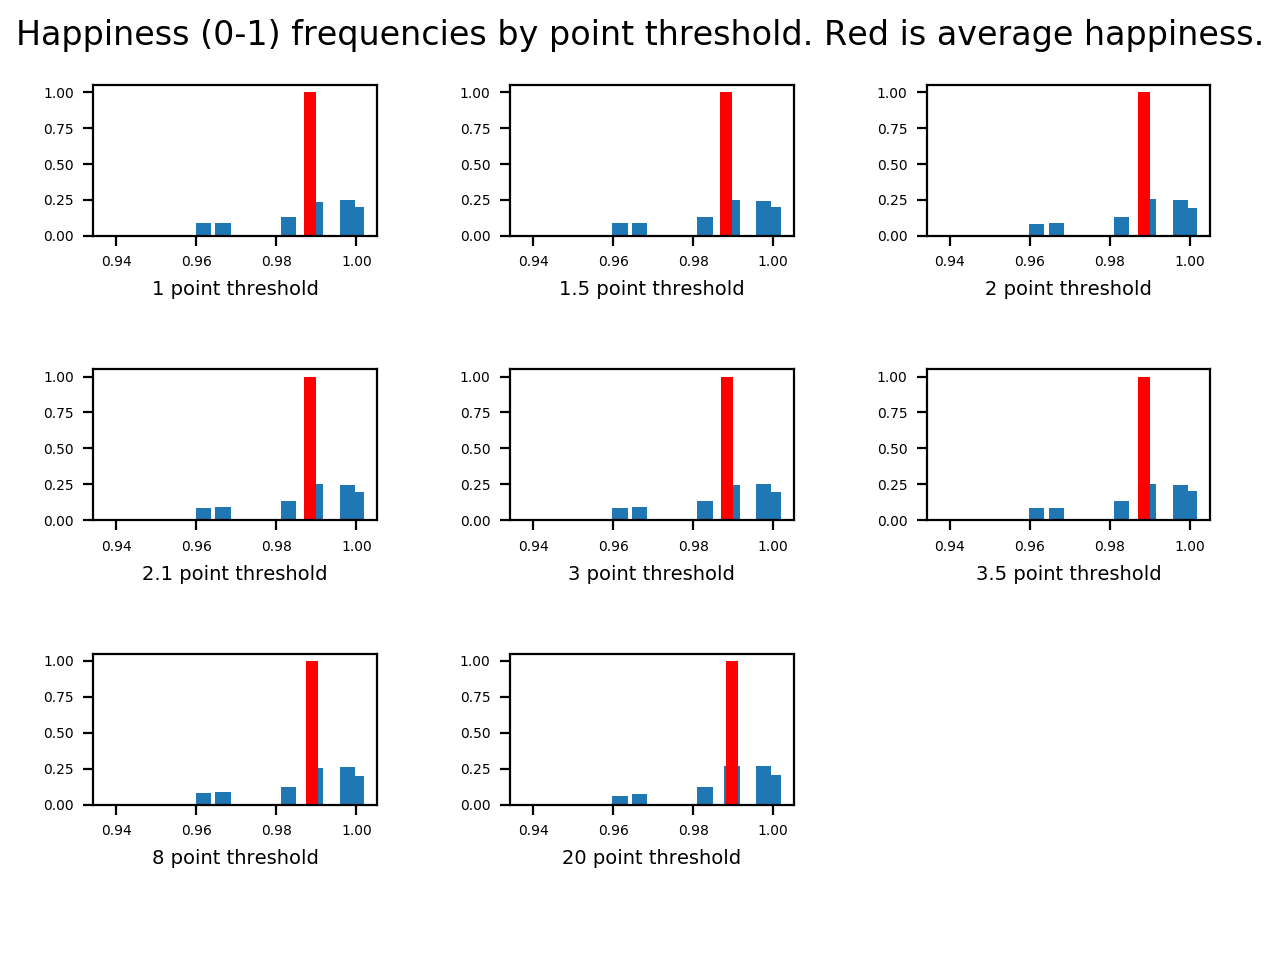 Happiness (0-1) frequencies by point threshold. Red is average happiness.
1.00 1.00 1.00
0.75 0.75 0.75
0.50 0.50 0.50
0.25 0.25 0.25
0.00 0.00 0.00
0.94 0.96 0.98 1.00 0.94 0.96 0.98 1.00 0.94 0.96 0.98 1.00
1 point threshold 1.5 point threshold 2 point threshold
1.00 1.00 1.00
0.75 0.75 0.75
0.50 0.50 0.50
0.25 0.25 0.25
0.00 0.00 0.00
0.94 0.96 0.98 1.00 0.94 0.96 0.98 1.00 0.94 0.96 0.98 1.00
2.1 point threshold 3 point threshold 3.5 point threshold
1.00 1.00
0.75 0.75
0.50 0.50
0.25 0.25
0.00 0.00
0.94 0.96 0.98 1.00 0.94 0.96 0.98 1.00
8 point threshold 20 point threshold